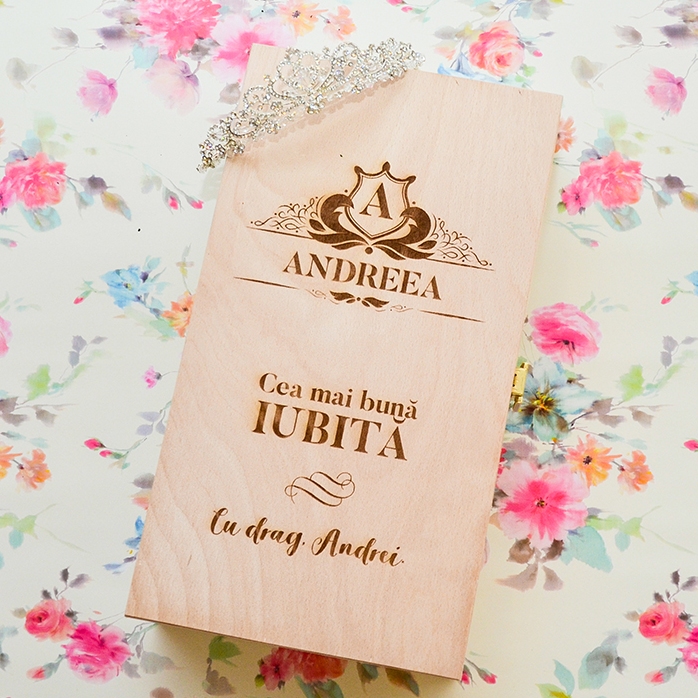 A
ANDREEA
Cea mai bună
IUBITĂ
Cu drag, Andrei.